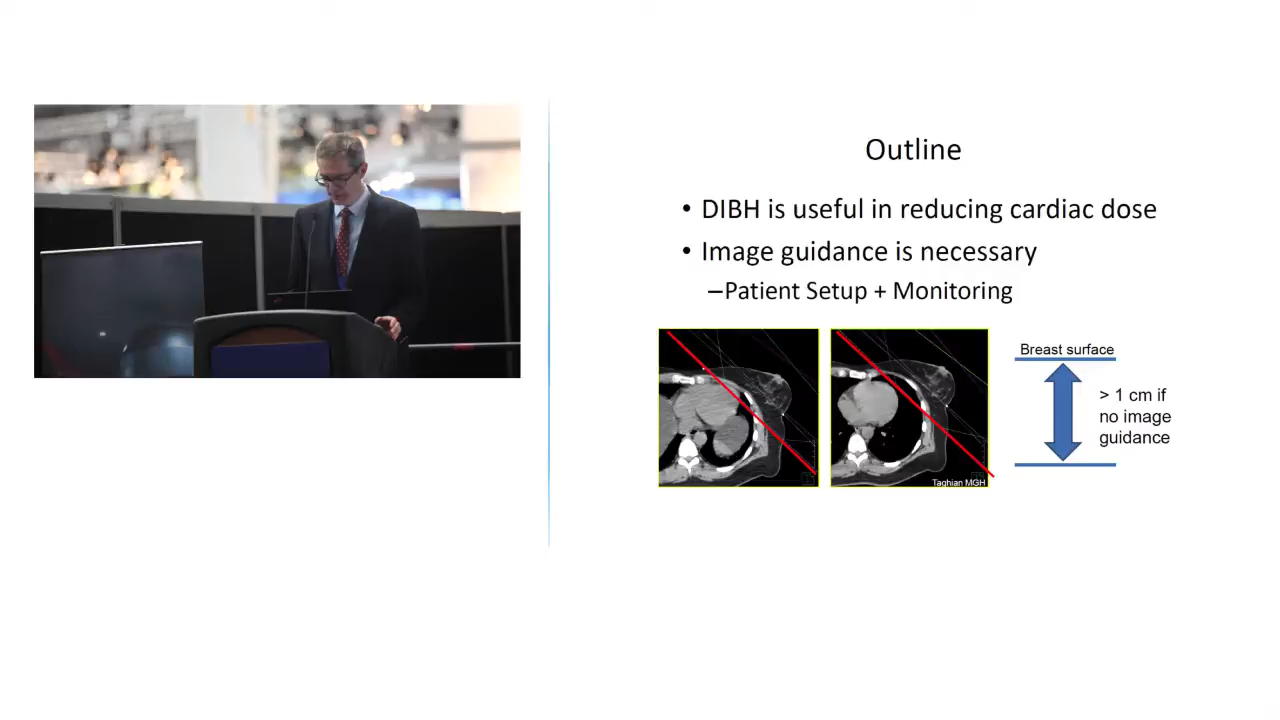 Outline
• DIBH is useful in reducing cardiac dose
• Image guidance is necessary
–Patient Setup + Monitoring
Breast surface
> 1 cm if
no image
guidance
Taghian MGH